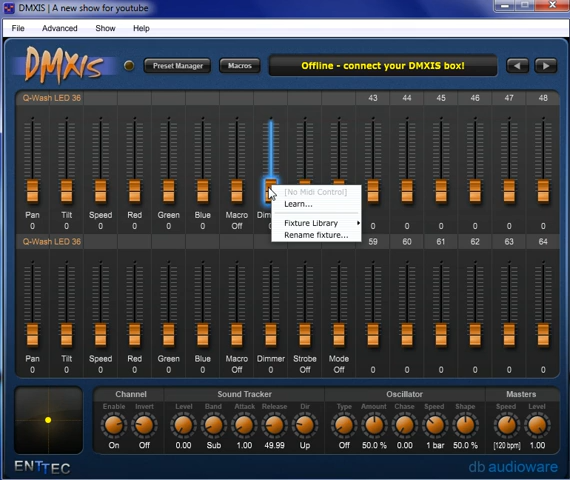 DMXIS | A new show for youtube
File Advanced Show Help
DMXIS Preset Manager Macros Offline - connect your DMXIS box!
Q-Wash LED 36 43 44 45 46 47 48
Pan Tilt Speed Red Green Blue Macro Dim
0 0 0 0 0 0 Off 0 0 0 0 0 0 0
[No Midi Control]
Learn...
Fixture Library
Rename fixture...
Q-Wash LED 36 59 60 61 62 63 64
Pan Tilt Speed Red Green Blue Macro Dimmer Strobe Mode
0 0 0 0 0 0 Off 0 Off Off 0 0 0 0 0 0
Channel Sound Tracker Oscillator Masters
Enable Invert Level Band Attack Release Dir Type Amount Chase Speed Shape Speed Level
On Off 0.00 Sub 1.00 49.99 Up Off 50.0 % 0.00 1 bar 50.0 % [120 bpm] 1.00
ENTTEC db audioware